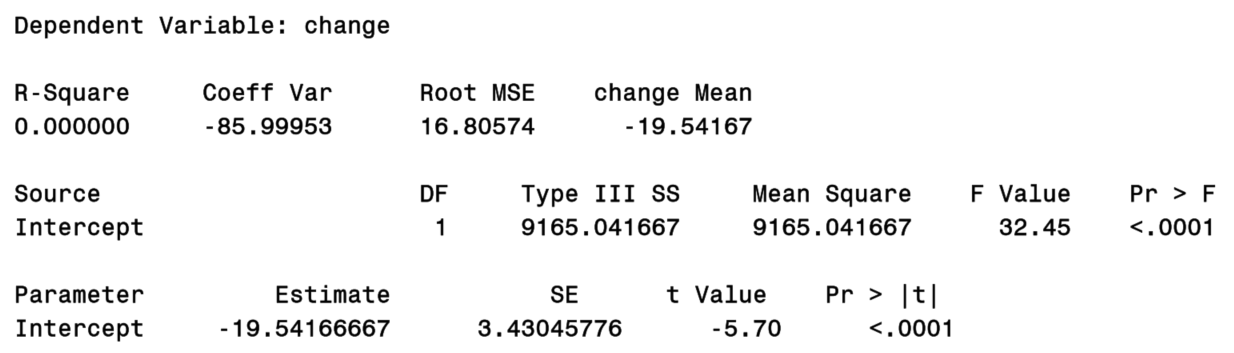 Dependent Variable: change
R-Square Coeff Var Root MSE change Mean
0.000000 -85.99953 16.80574 -19.54167
Source DF Type III SS Mean Square F Value Pr > F
Intercept 1 9165.041667 9165.041667 32.45 <.0001
Parameter Estimate SE t Value Pr > |t|
Intercept -19.54166667 3.43045776 -5.70 <.0001